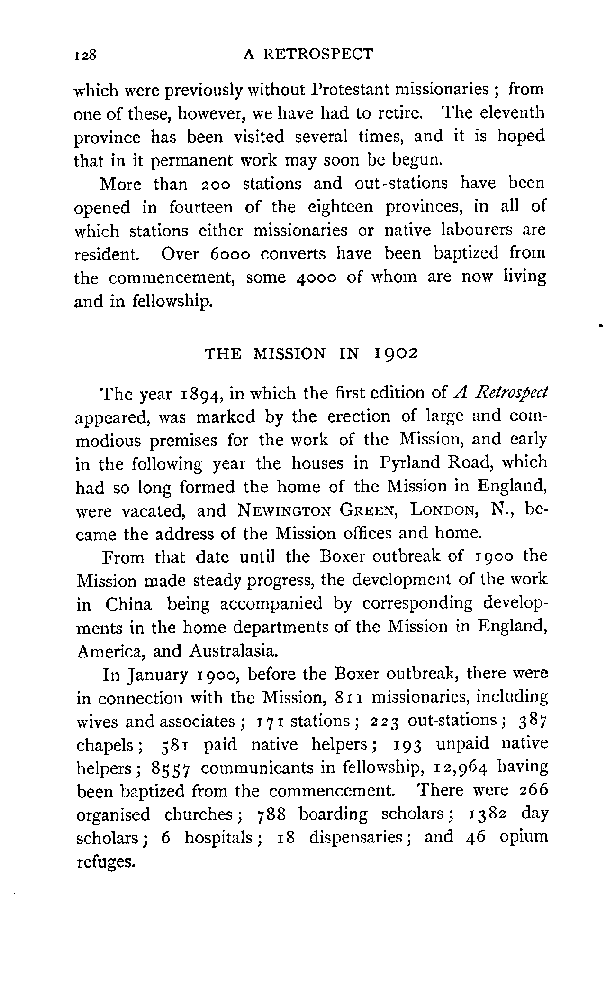 128 A RETROSPECT
which were previously without Protestant missionaries ; from
one of these, however, we have had to retire. The eleventh
province has been visited several times, and it is hoped
that in it permanent work may soon be begun.
More than 200 stations and out-stations have been
opened in fourteen of the eighteen provinces, in all of
which stations either missionaries or native labourers are
resident. Over 6000 converts have been baptized from
the commencement, some 4000 of whom are now living
and in fellowship.
THE MISSION IN 1902
The year 1894, in which the first edition of A Retrospect
appeared, was marked by the erection of large and com-
modious premises for the work of the Mission, and early
in the following year the houses in Pyrland Road, which
had so long formed the home of the Mission in England,
were vacated, and NEWINGTON GREEN, LONDON, N., be-
came the address of the Mission offices and home.
From that date until the Boxer outbreak of 1900 the
Mission made steady progress, the development of the work
in China being accompanied by corresponding develop-
ments in the home departments of the Mission in England,
America, and Australasia.
In January 1900, before the Boxer outbreak, there were
in connection with the Mission, 811 missionaries, including
wives and associates ; 171 stations ; 223 out-stations ; 387
chapels ; 581 paid native helpers ; 193 unpaid native
helpers ; 8557 communicants in fellowship, 12,964 having
been baptized from the commencement. There were 266
organised churches ; 788 boarding scholars ; 1382 day
scholars ; 6 hospitals ; 18 dispensaries ; and 46 opium
refuges.